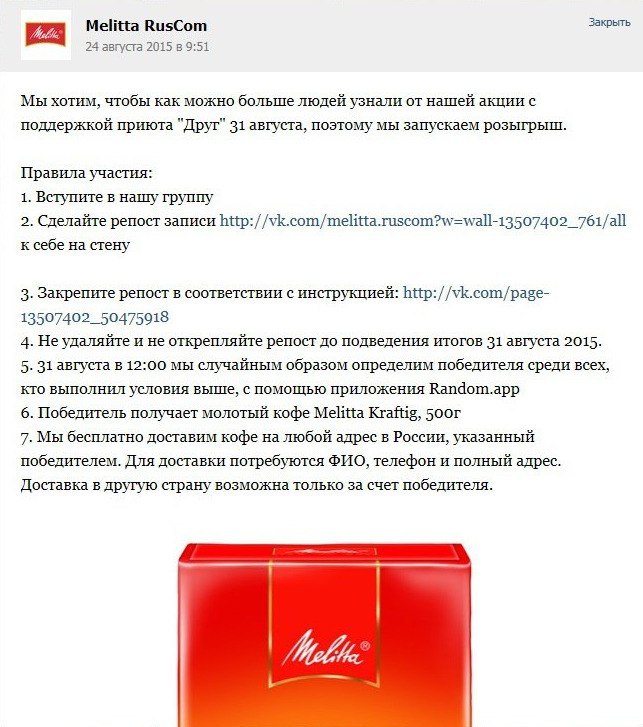 Melitta
Melitta RusCom
Закрыть
24 августа 2015 в 9:51
Мы хотим, чтобы как можно больше людей узнали от нашей акции с
поддержкой приюта "Друг" 31 августа, поэтому мы запускаем розыгрыш.
Правила участия:
1. Вступите в нашу группу
2. Сделайте репост записи http://vk.com/melitta.ruscom?w=wall-13507402_761/all
к себе на стену
3. Закрепите репост в соответствии с инструкцией: http://vk.com/page-
13507402_50475918
4. Не удаляйте и не открепляйте репост до подведения итогов 31 августа 2015.
5. 31 августа в 12:00 мы случайным образом определим победителя среди всех,
кто выполнил условия выше, с помощью приложения Random.app
6. Победитель получает молотый кофе Melitta Kraftig, 500г
7. Мы бесплатно доставим кофе на любой адрес в России, указанный
победителем. Для доставки потребуются ФИО, телефон и полный адрес.
Доставка в другую страну возможна только за счет победителя.
Melitta®